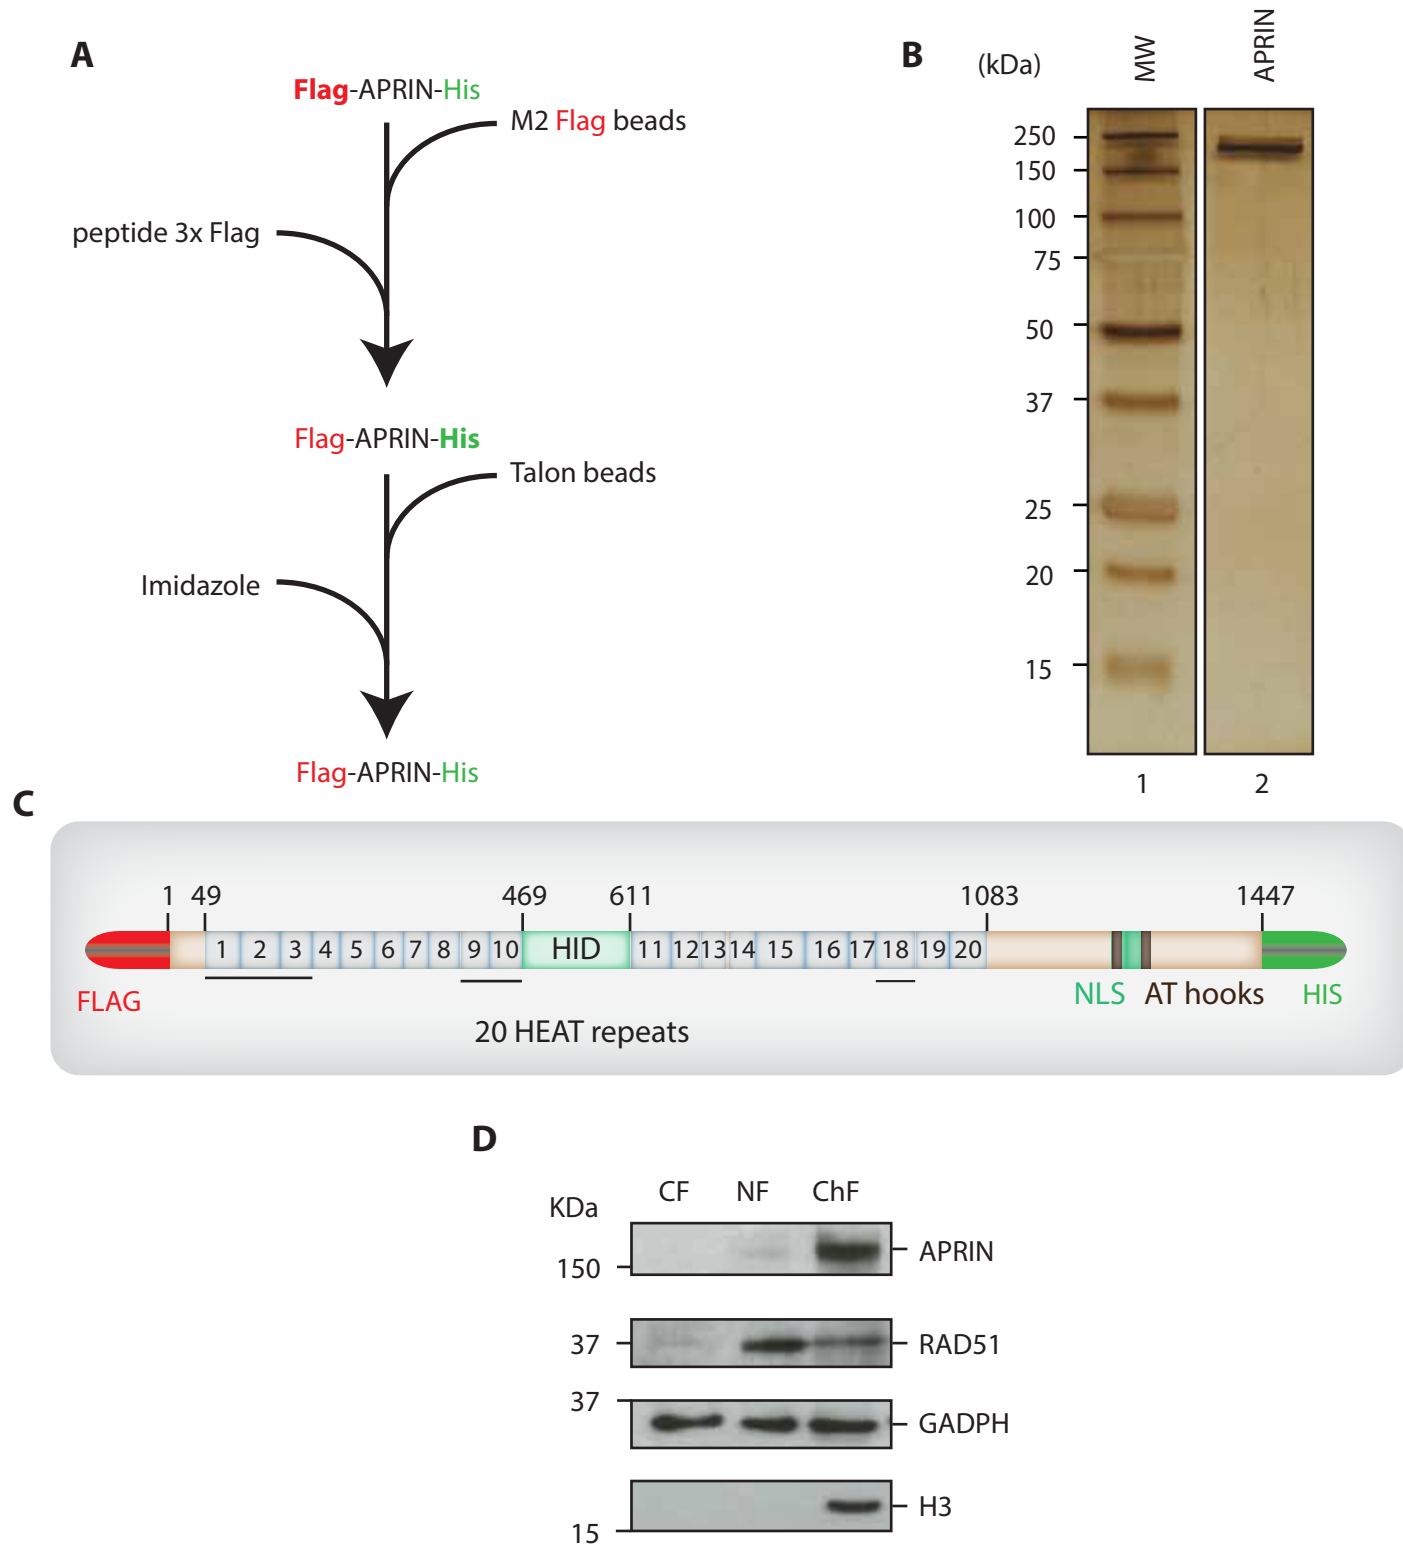 A
Flag-APRIN-His
M2 Flag beads
peptide 3x Flag
Flag-APRIN-His
Talon beads
Imidazole
Flag-APRIN-His
B
(kDa)
MW
APRIN
250
150
100
75
50
37
25
20
15
1 2
C
1 49 469 611 1083 1447
1 2 3 4 5 6 7 8 9 10 HID 11 12 13 14 15 16 17 18 19 20
FLAG NLS AT hooks HIS
20 HEAT repeats
D
KDa CF NF ChF
150 APRIN
37 RAD51
37 GADPH
15 H3